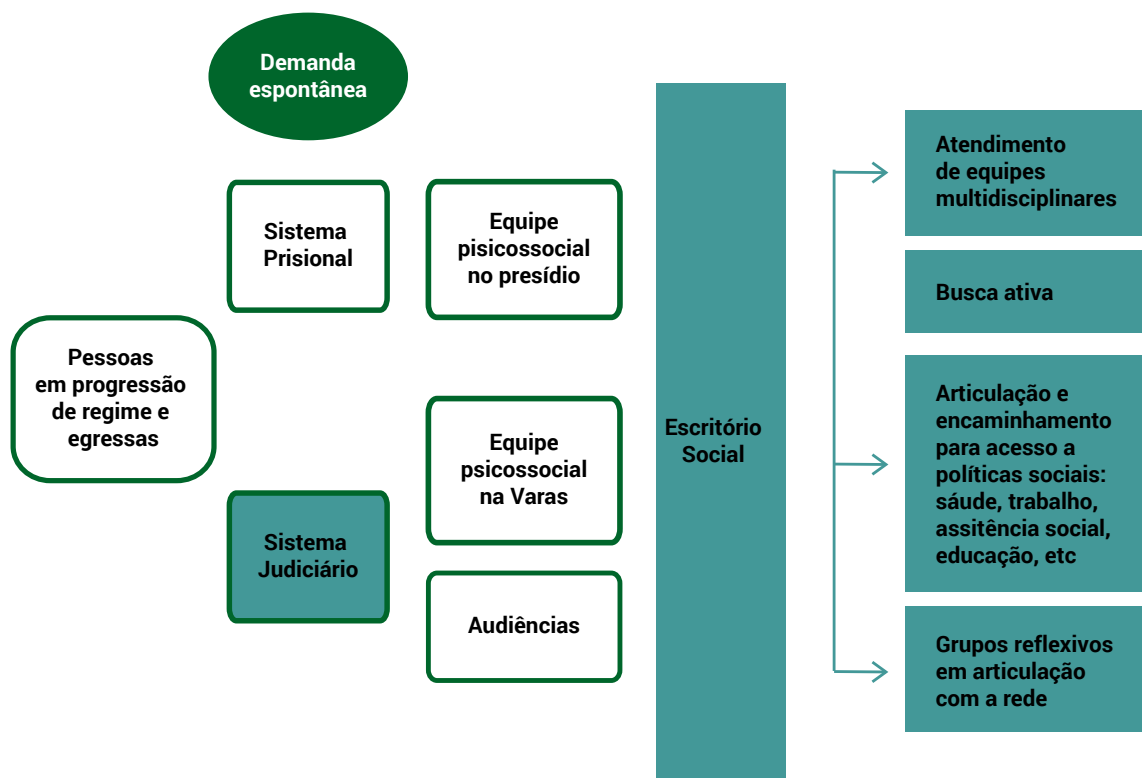 Demanda
espontânea
Sistema
Prisional
Equipe
pisicossocial
no presídio
Pessoas
em progressão
de regime e
egressas
Equipe
psicossocial
na Varas
Sistema
Judiciário
Audiências
Escritório
Social
Atendimento
de equipes
multidisciplinares
Busca ativa
Articulação e
encaminhamento
para acesso a
políticas sociais:
sáude, trabalho,
assitência social,
educação, etc
Grupos reflexivos
em articulação
com a rede